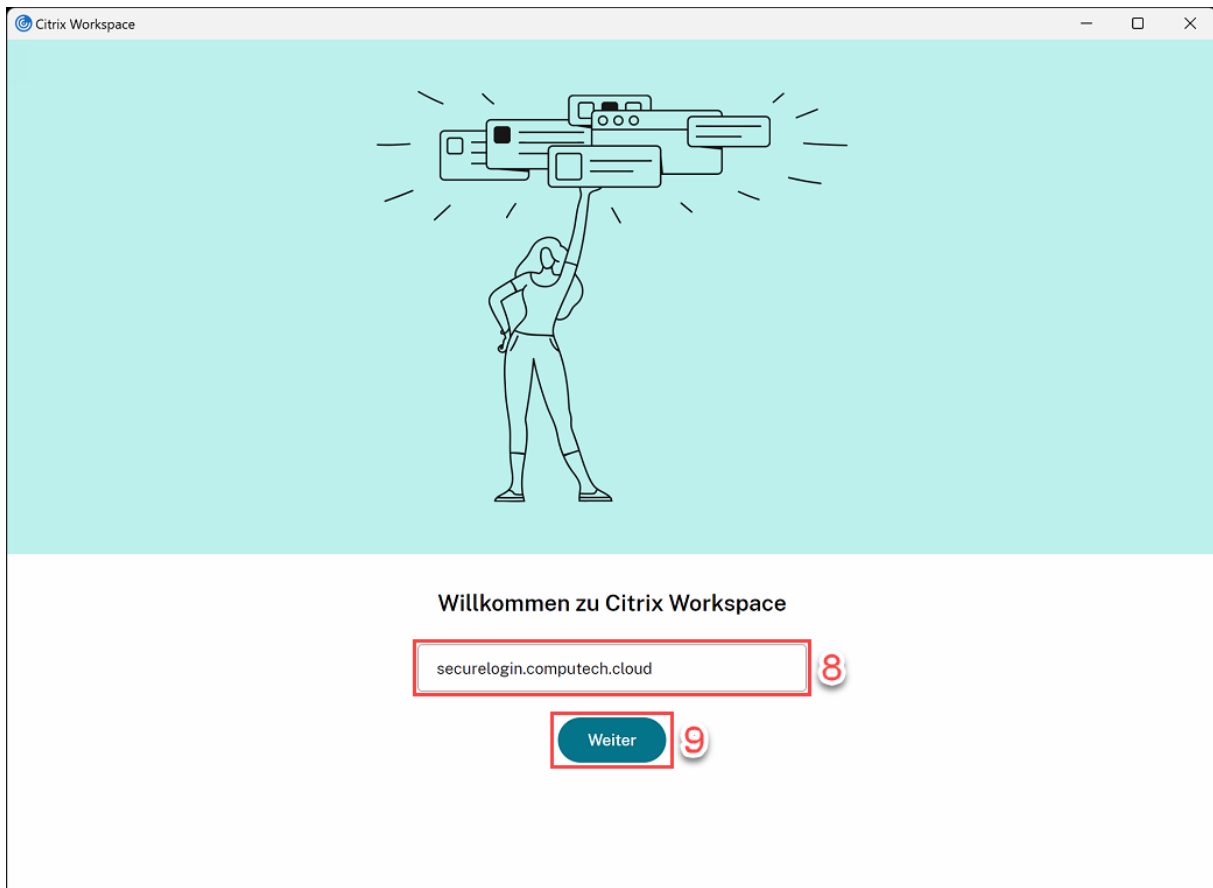 Citrix Workspace
Willkommen zu Citrix Workspace
securelogin.computech.cloud
8
Weiter
9